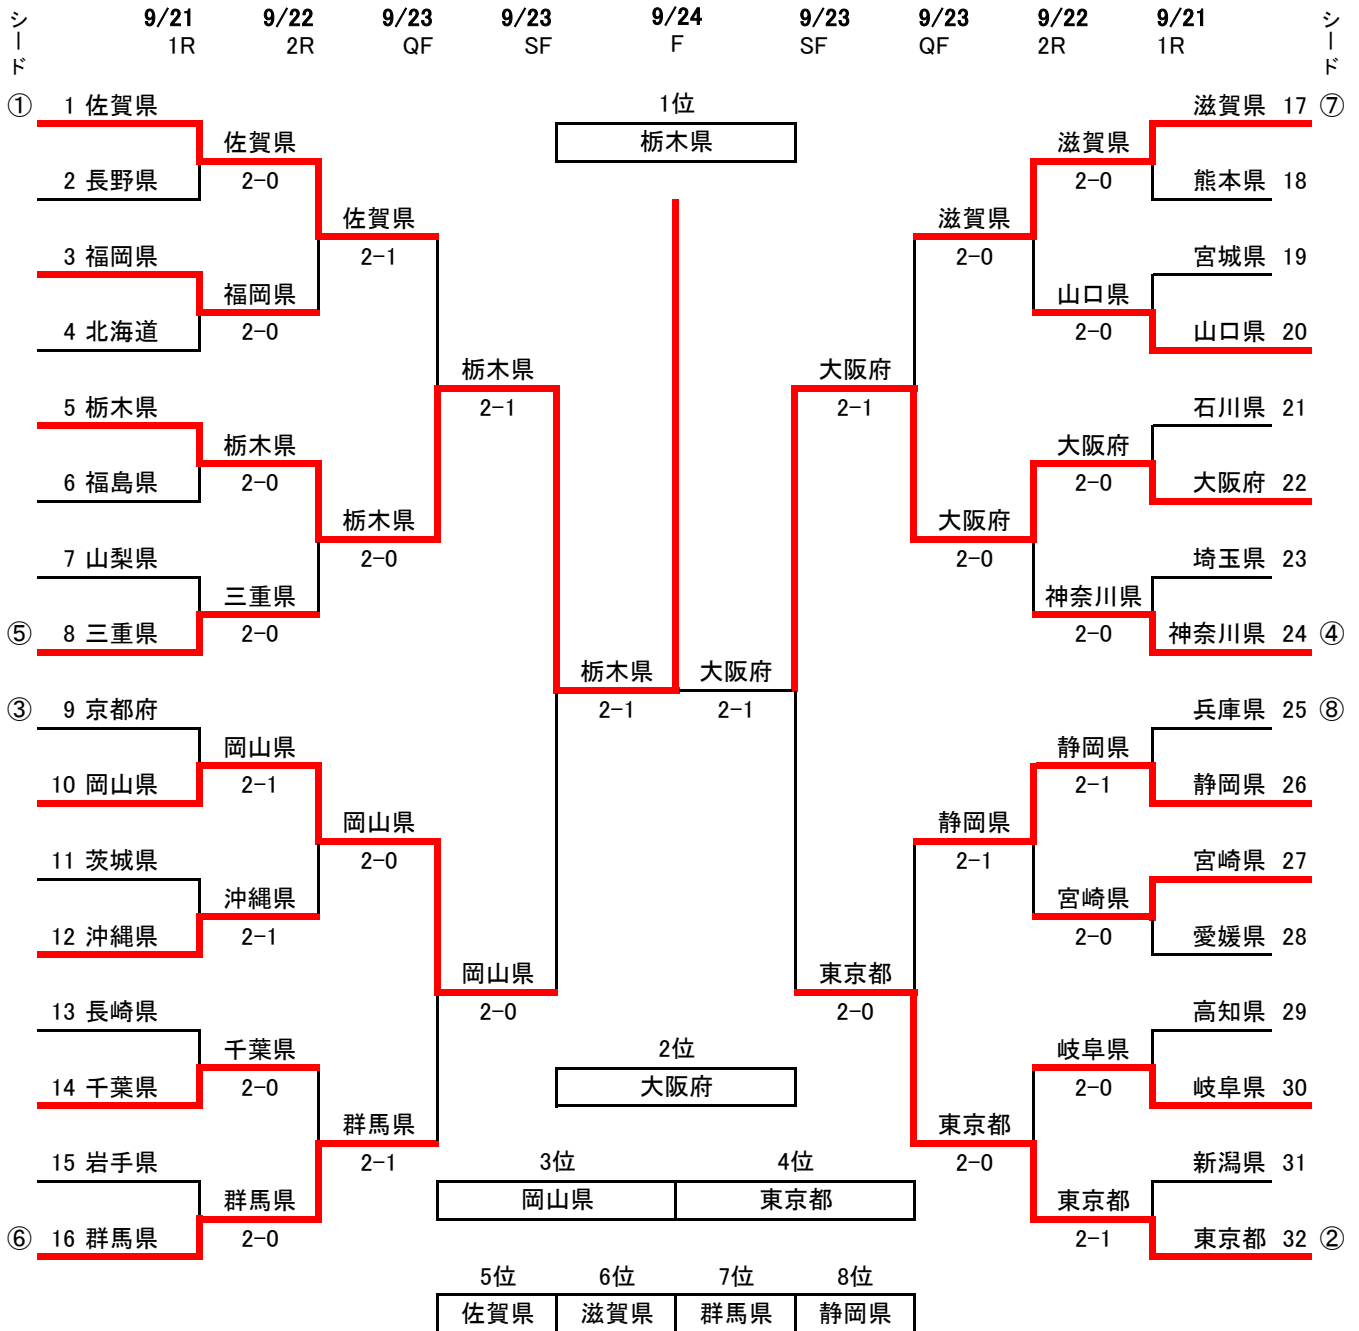 シード 9/21 9/22 9/23 9/23 9/24 9/23 9/23 9/22 9/21 シード
1R 2R QF SF F SF QF 2R 1R
① 1 佐賀県 1位 滋賀県 17 ⑦
佐賀県 栃木県 滋賀県
2 長野県 2-0 2-0 熊本県 18
佐賀県 滋賀県
3 福岡県 2-1 2-0 宮城県 19
福岡県 山口県
4 北海道 2-0 2-0 山口県 20
栃木県 大阪府
5 栃木県 2-1 2-1 石川県 21
栃木県 大阪府
6 福島県 2-0 2-0 大阪府 22
栃木県 大阪府
7 山梨県 2-0 2-0 埼玉県 23
三重県 神奈川県
⑤ 8 三重県 2-0 2-0 神奈川県 24 ④
栃木県 大阪府
③ 9 京都府 2-1 2-1 兵庫県 25 ⑧
岡山県 静岡県
10 岡山県 2-1 2-1 静岡県 26
岡山県 静岡県
11 茨城県 2-0 2-1 宮崎県 27
沖縄県 宮崎県
12 沖縄県 2-1 2-0 愛媛県 28
岡山県 東京都
13 長崎県 2-0 2-0 高知県 29
千葉県 2位 岐阜県
14 千葉県 2-0 大阪府 2-0 岐阜県 30
群馬県 東京都
15 岩手県 2-1 3位 4位 2-0 新潟県 31
群馬県 岡山県 東京都 東京都
⑥ 16 群馬県 2-0 2-1 東京都 32 ②
5位 6位 7位 8位
佐賀県 滋賀県 群馬県 静岡県